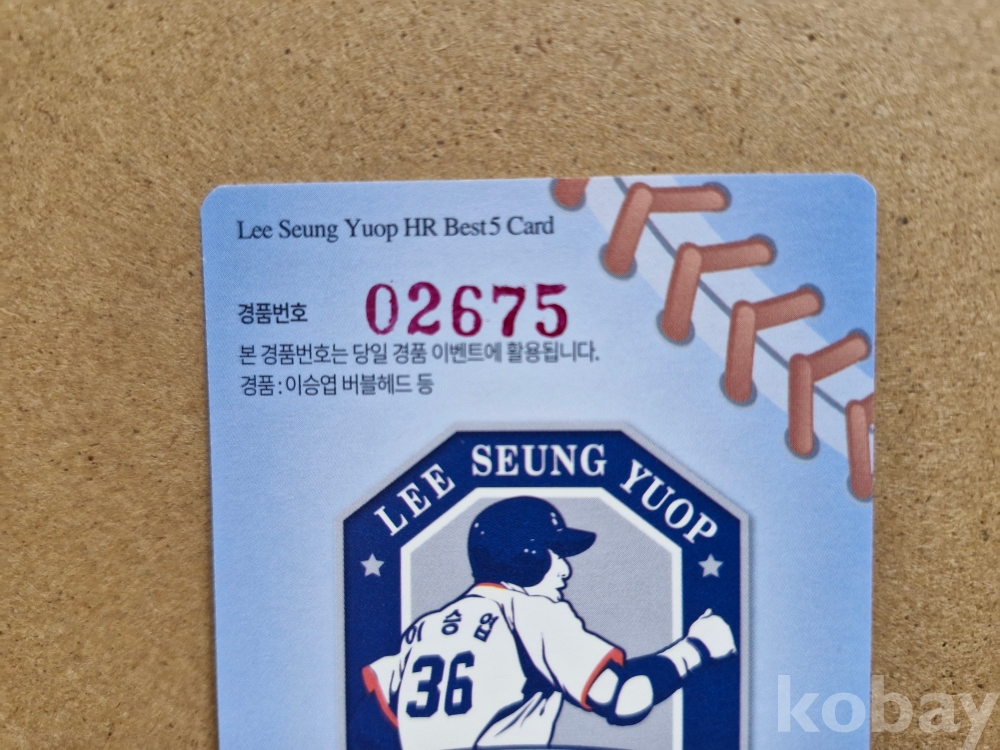 Lee Seung Yuop HR Best5 Card
경품번호 02675
본 경품번호는 당일 경품 이벤트에 활용됩니다.
경품 : 이승엽 버블헤드 등
LEE SEUNG YUOP
이승엽
36
kobay